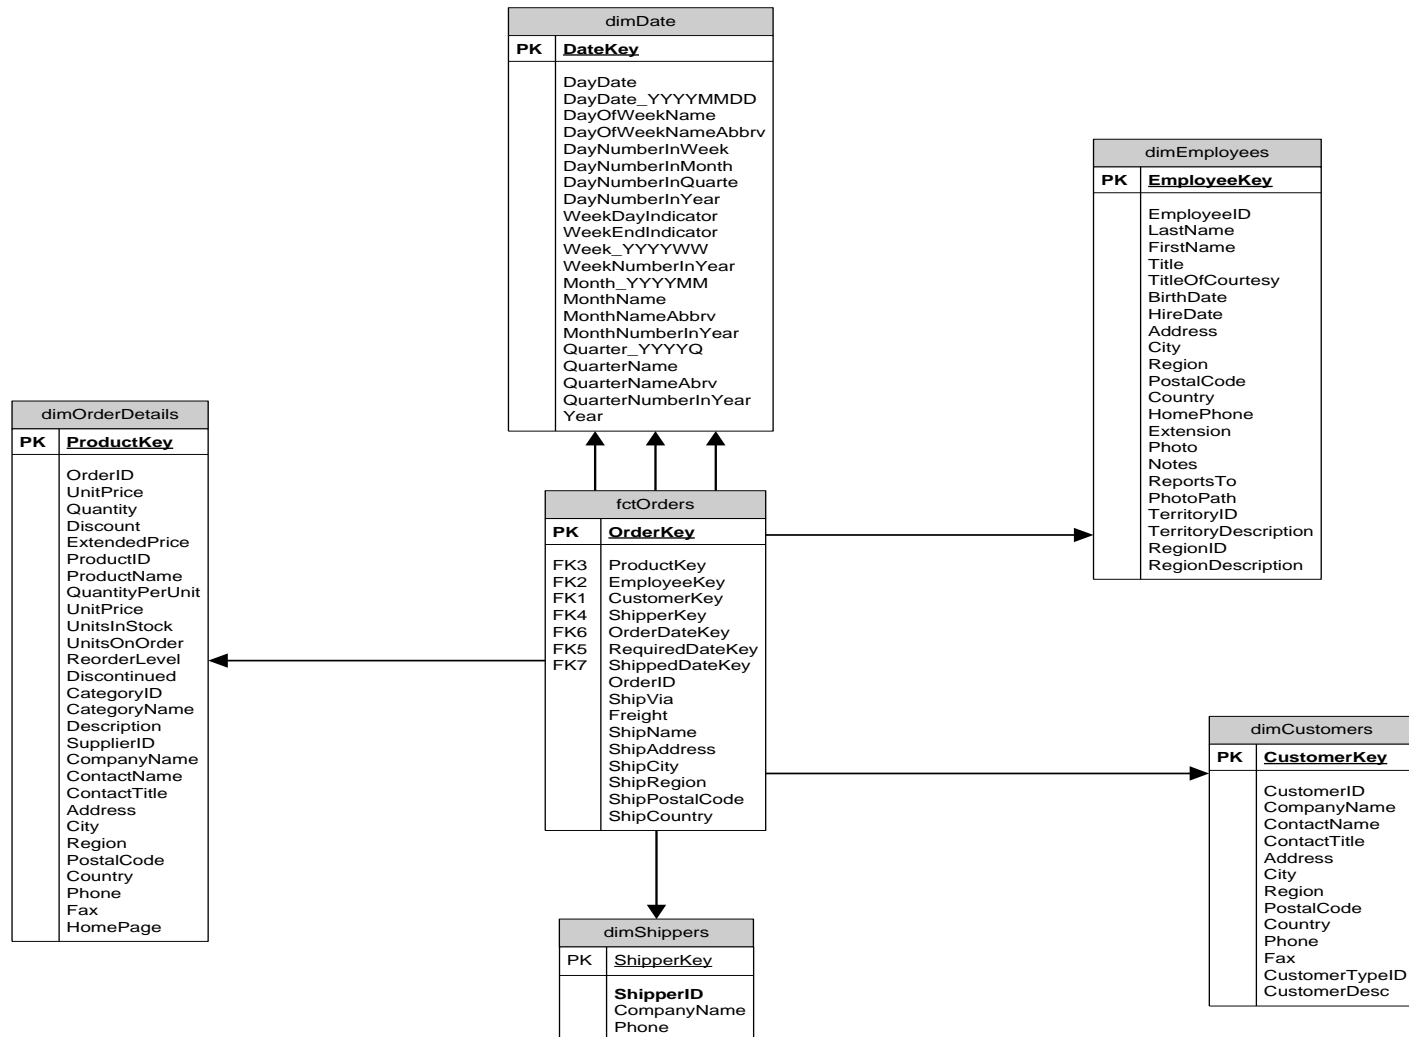 dimDate
PK DateKey
DayDate
DayDate_YYYYMMDD
DayOfWeekName
DayOfWeekNameAbbrv
DayNumberInWeek
DayNumberInMonth
DayNumberInQuarte
DayNumberInYear
WeekDayIndicator
WeekEndIndicator
Week_YYYYWW
WeekNumberInYear
Month_YYYYMM
MonthName
MonthNameAbbrv
MonthNumberInYear
Quarter_YYYYQ
QuarterName
QuarterNameAbrv
QuarterNumberInYear
Year
dimEmployees
PK EmployeeKey
EmployeeID
LastName
FirstName
Title
TitleOfCourtesy
BirthDate
HireDate
Address
City
Region
PostalCode
Country
HomePhone
Extension
Photo
Notes
ReportsTo
PhotoPath
TerritoryID
TerritoryDescription
RegionID
RegionDescription
dimOrderDetails
PK ProductKey
OrderID
UnitPrice
Quantity
Discount
ExtendedPrice
ProductID
ProductName
QuantityPerUnit
UnitPrice
UnitsInStock
UnitsOnOrder
ReorderLevel
Discontinued
CategoryID
CategoryName
Description
SupplierID
CompanyName
ContactName
ContactTitle
Address
City
Region
PostalCode
Country
Phone
Fax
HomePage
fctOrders
PK OrderKey
FK3 ProductKey
FK2 EmployeeKey
FK1 CustomerKey
FK4 ShipperKey
FK6 OrderDateKey
FK5 RequiredDateKey
FK7 ShippedDateKey
OrderID
ShipVia
Freight
ShipName
ShipAddress
ShipCity
ShipRegion
ShipPostalCode
ShipCountry
dimCustomers
PK CustomerKey
CustomerID
CompanyName
ContactName
ContactTitle
Address
City
Region
PostalCode
Country
Phone
Fax
CustomerTypeID
CustomerDesc
dimShippers
PK ShipperKey
ShipperID
CompanyName
Phone